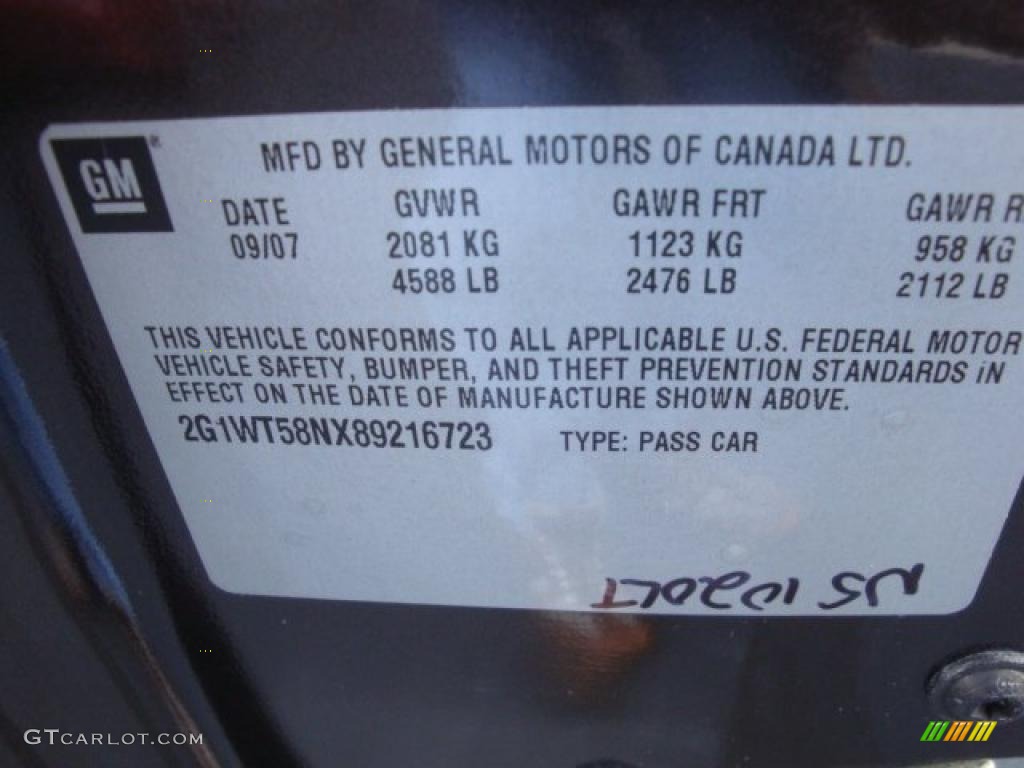 GM®
MFD BY GENERAL MOTORS OF CANADA LTD.
DATE GVWR GAWR FRT GAWR R
09/07 2081 KG 1123 KG 958 KG
4588 LB 2476 LB 2112 LB
THIS VEHICLE CONFORMS TO ALL APPLICABLE U.S. FEDERAL MOTOR
VEHICLE SAFETY, BUMPER, AND THEFT PREVENTION STANDARDS IN
EFFECT ON THE DATE OF MANUFACTURE SHOWN ABOVE.
2G1WT58NX89216723 TYPE: PASS CAR
GTCARLOT.COM